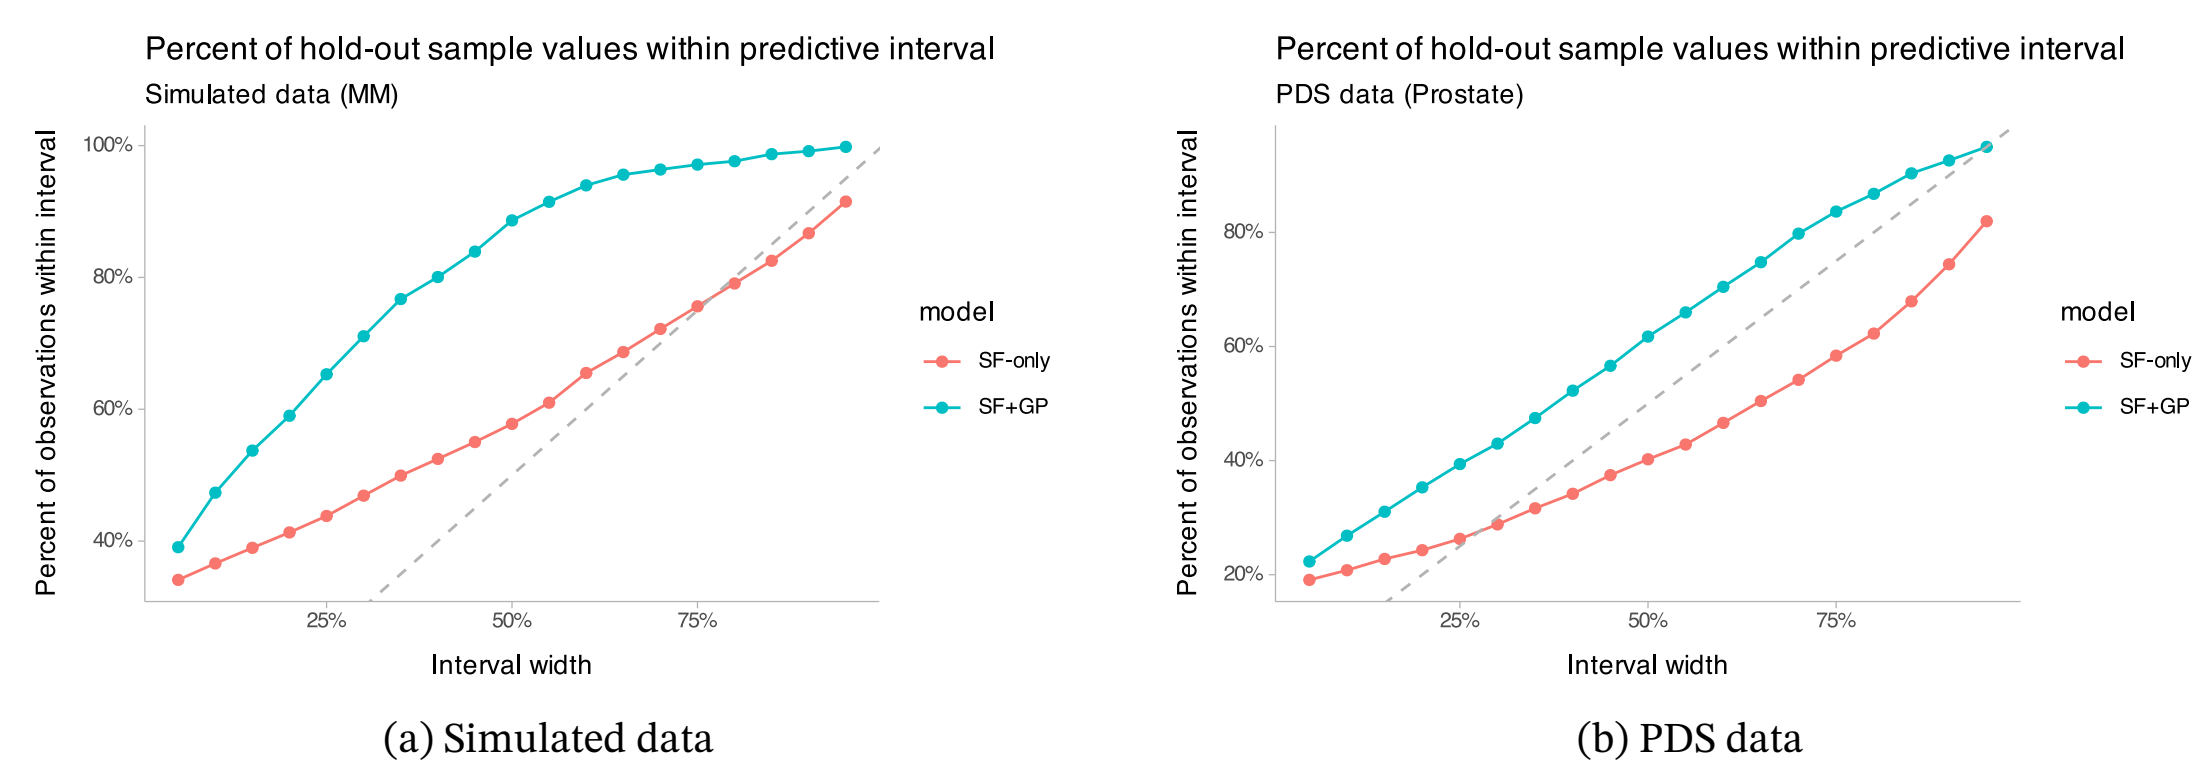 Percent of hold-out sample values within predictive interval
Simulated data (MM)
Percent of observations within interval
100%
80%
60%
40%
25%
50%
75%
Interval width
model
SF-only
SF+GP
(a) Simulated data
Percent of hold-out sample values within predictive interval
PDS data (Prostate)
Percent of observations within interval
80%
60%
40%
20%
25%
50%
75%
Interval width
model
SF-only
SF+GP
(b) PDS data